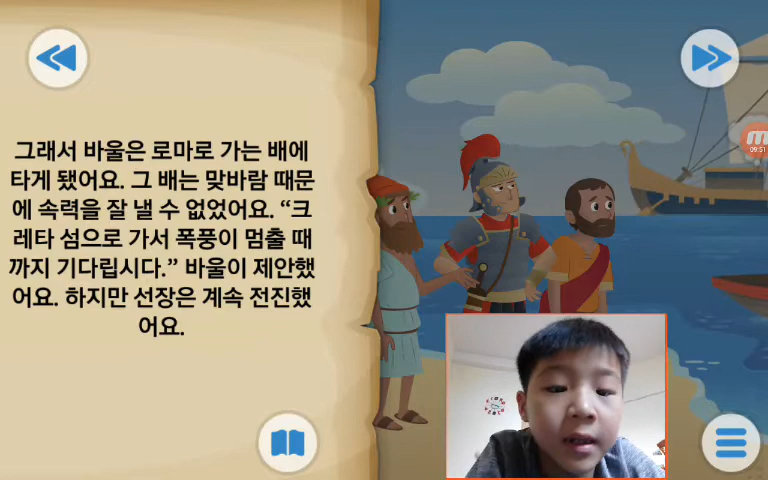 그래서 바울은 로마로 가는 배에
타게 됐어요. 그 배는 맞바람 때문
에 속력을 잘 낼 수 없었어요. “크
레타 섬으로 가서 폭풍이 멈출 때
까지 기다립시다.” 바울이 제안했
어요. 하지만 선장은 계속 전진했
어요.
09:51